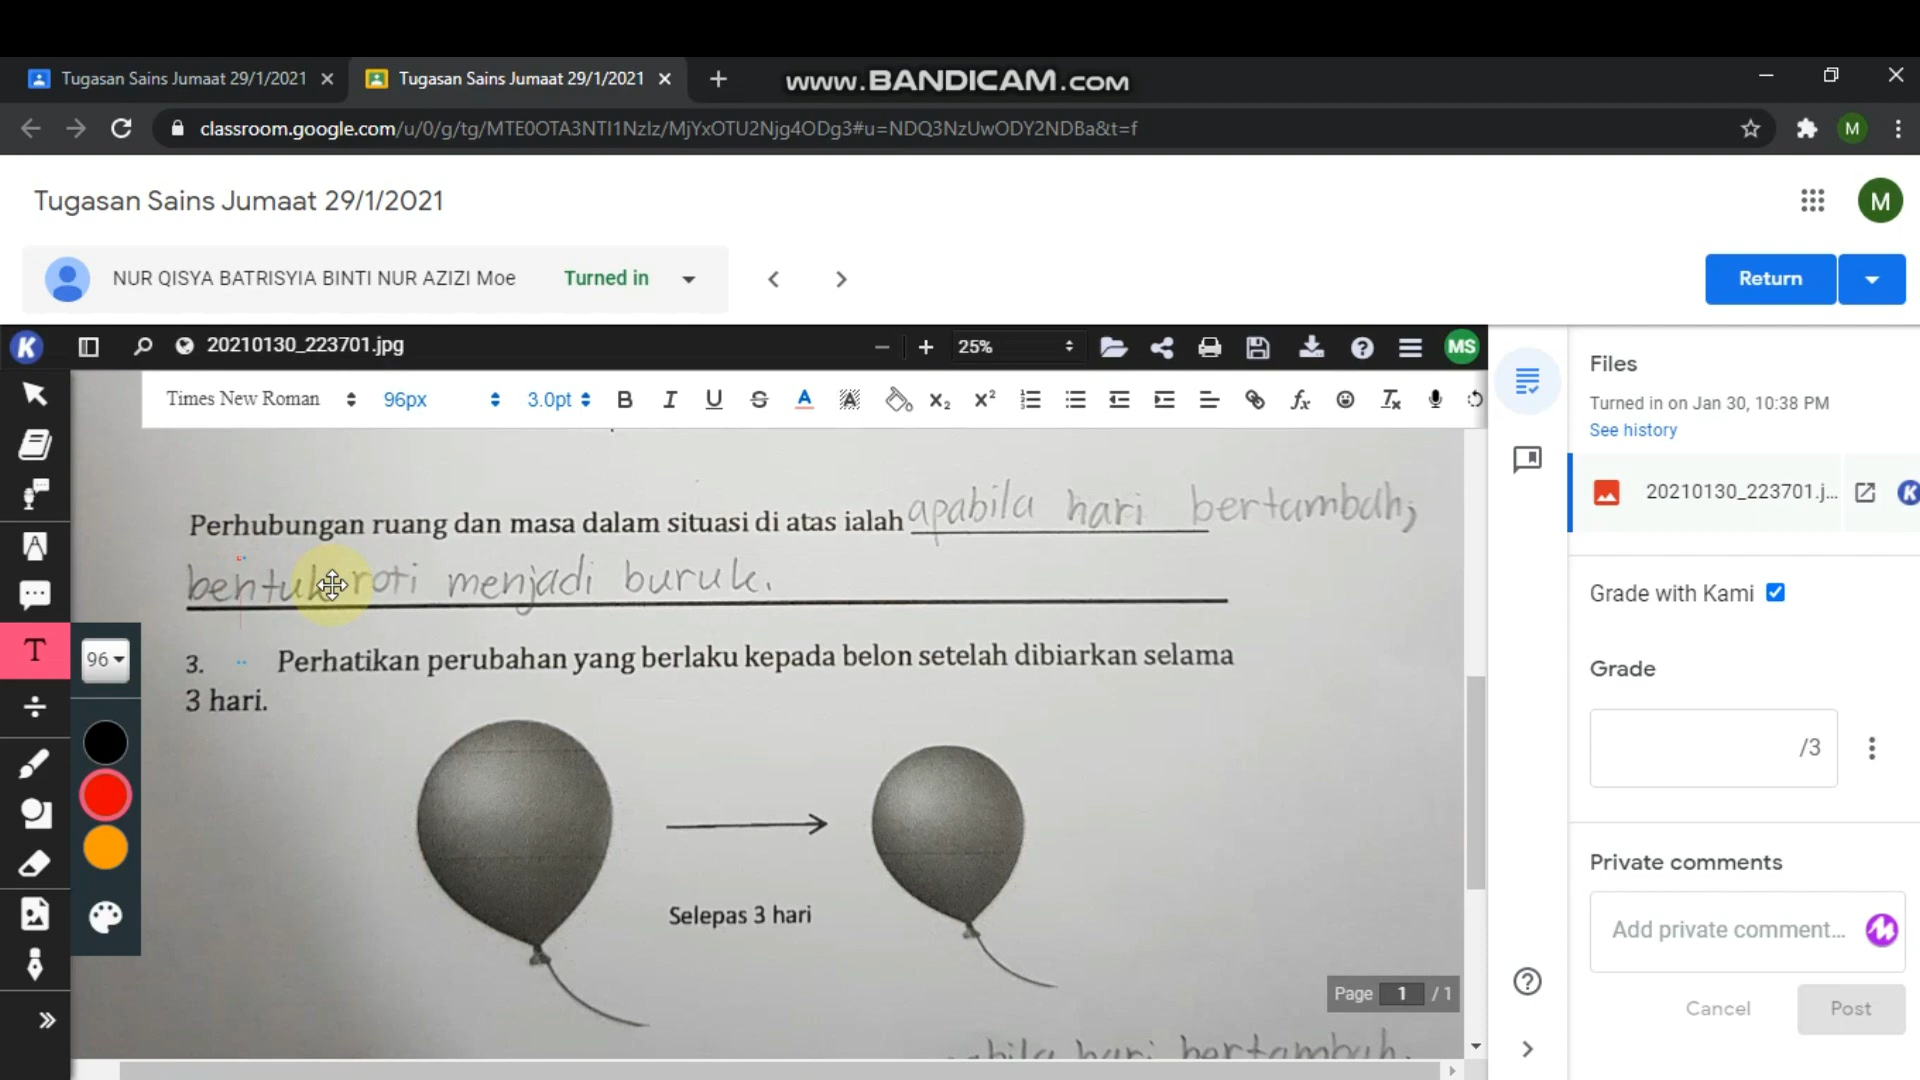 Tugasan Sains Jumaat 29/1/2021
Tugasan Sains Jumaat 29/1/2021
www.BANDICAM.com
classroom.google.com/u/0/g/tg/MTE0OTA3NTI1NzIz/MjYxOTU2Njg4ODg3#u=NDQ3NzUwODY2NDBa&t=f
M
Tugasan Sains Jumaat 29/1/2021
M
NUR QISYA BATRISYIA BINTI NUR AZIZI Moe
Turned in
Return
K
20210130_223701.jpg
25%
MS
Times New Roman
96px
3.0pt
Perhubungan ruang dan masa dalam situasi di atas ialah apabila hari bertambah,
bentuk roti menjadi buruk.
3. Perhatikan perubahan yang berlaku kepada belon setelah dibiarkan selama
3 hari.
Selepas 3 hari
T
96
Page 1 / 1
hari bertambah.
Files
Turned in on Jan 30, 10:38 PM
See history
20210130_223701.j...
K
Grade with Kami
Grade
/3
Private comments
Add private comment...
Cancel
Post